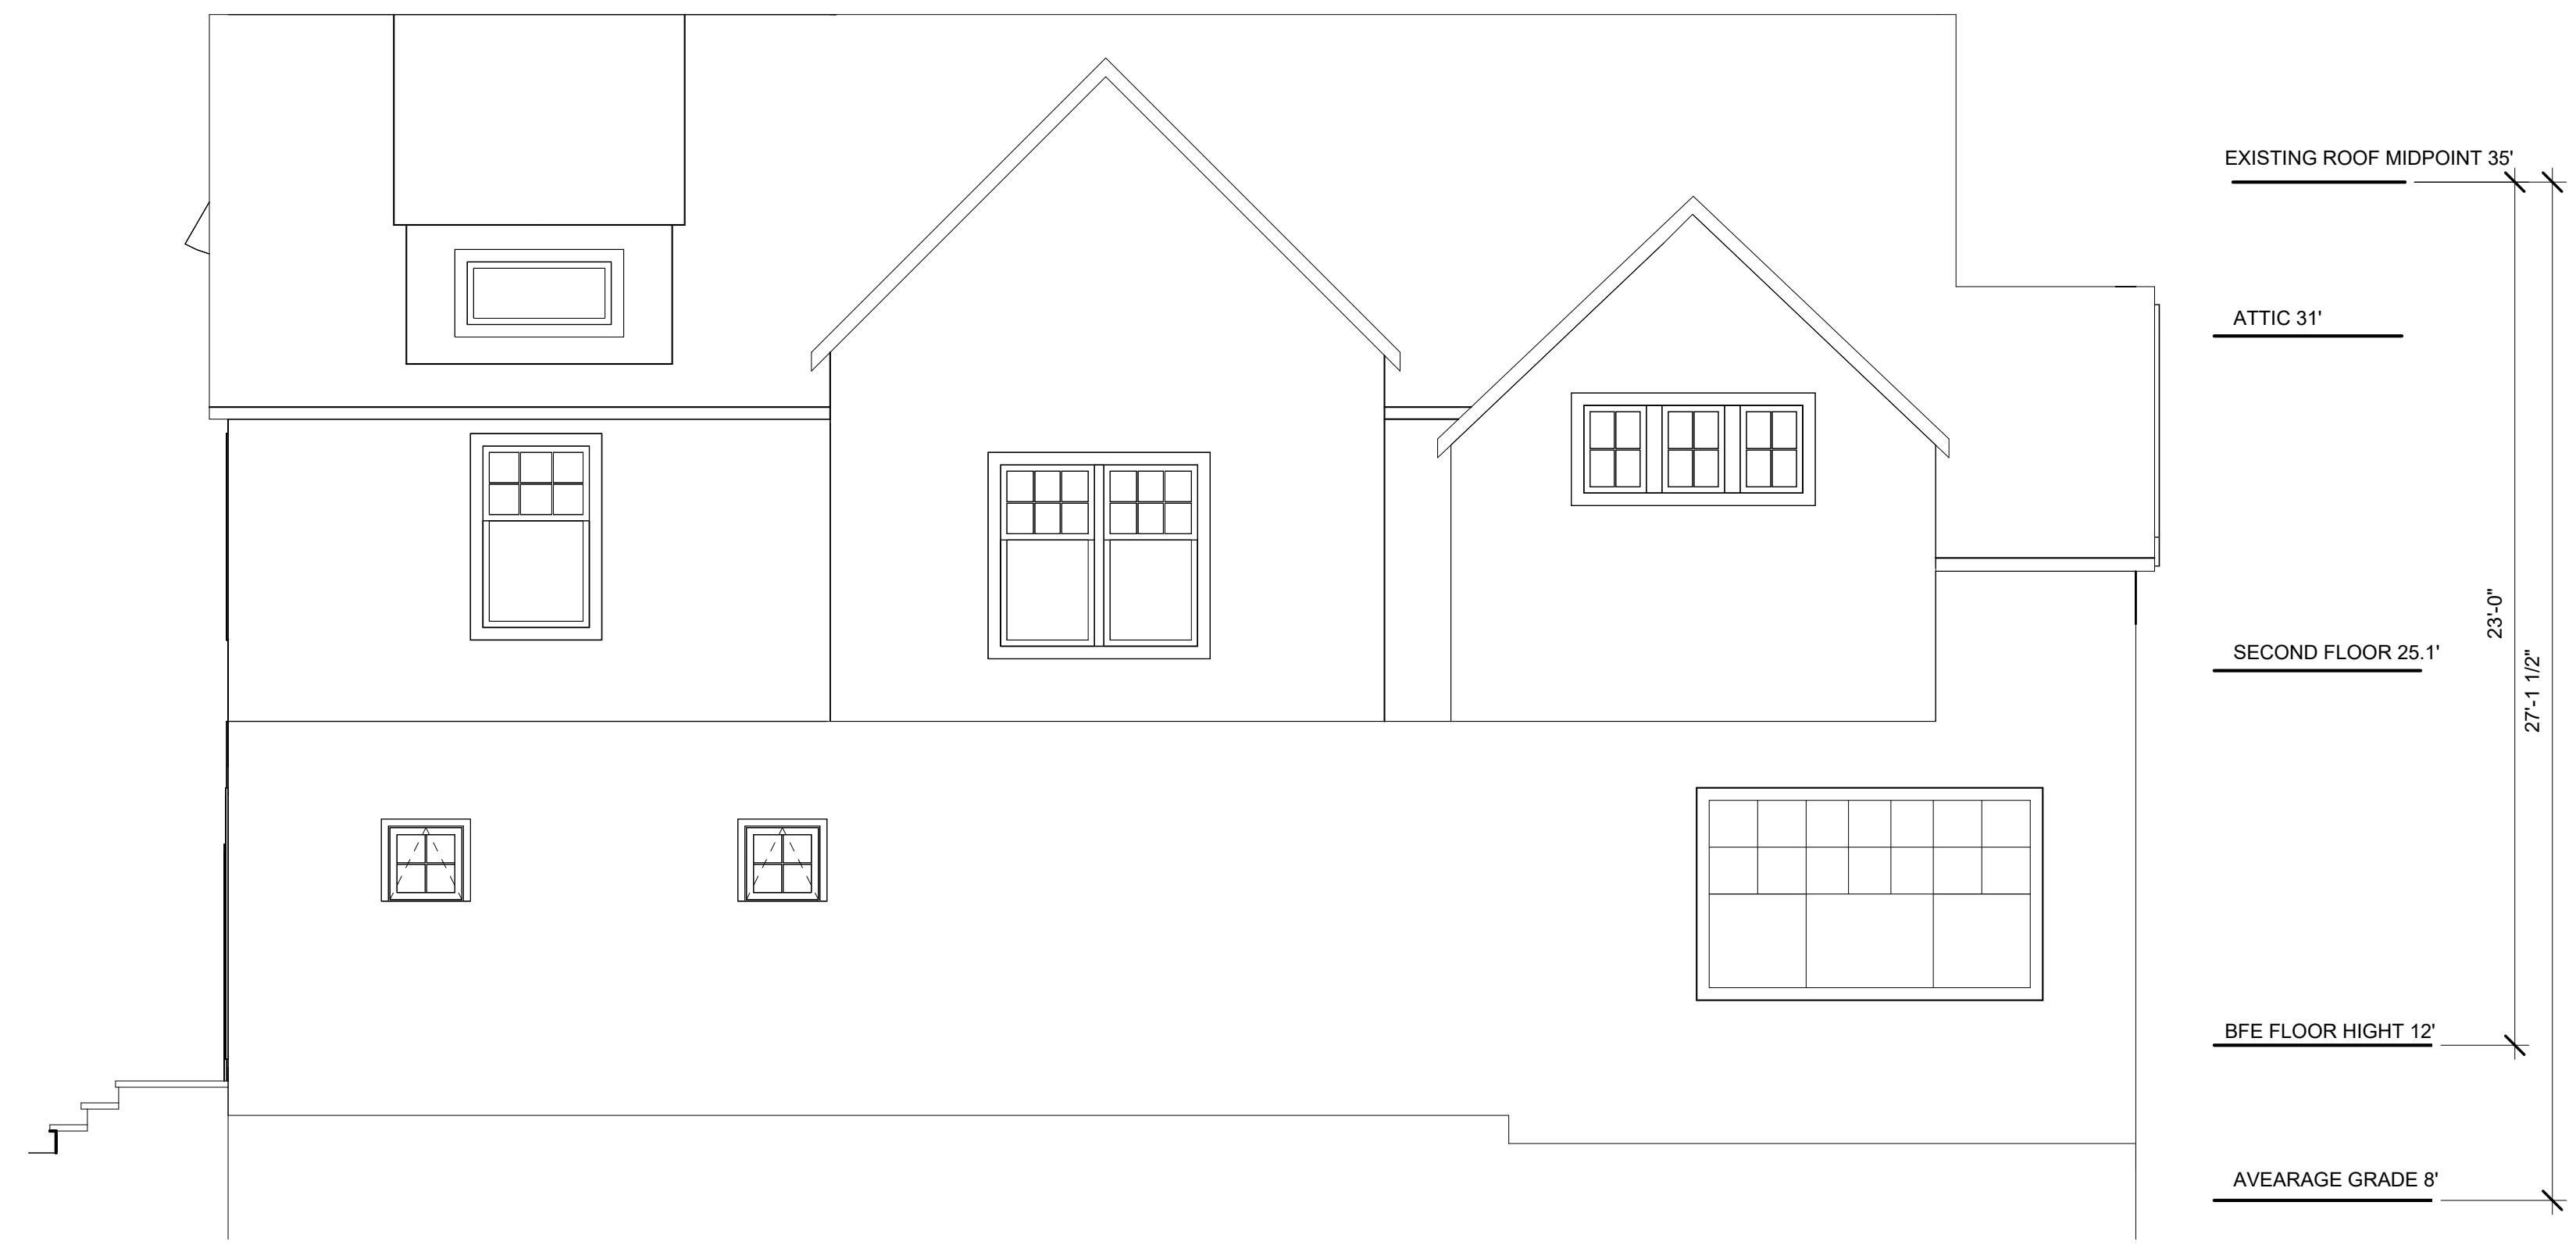 EXISTING ROOF MIDPOINT 35'
ATTIC 31'
23'-0"
SECOND FLOOR 25.1'
27'-1 1/2"
BFE FLOOR HIGHT 12'
AVEARAGE GRADE 8'